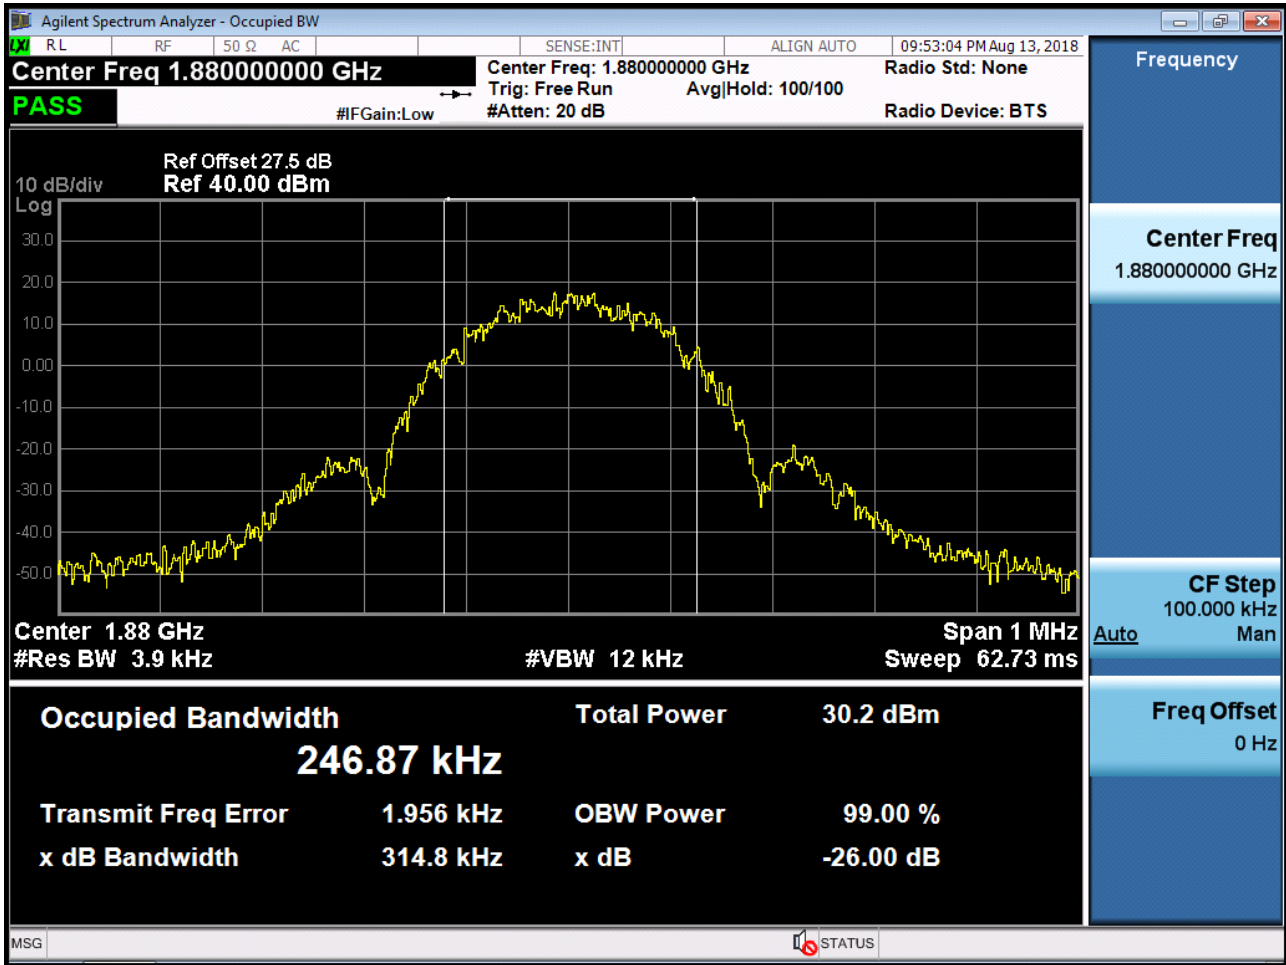 Agilent Spectrum Analyzer - Occupied BW
LXI RL RF 50 Ω AC SENSE:INT ALIGN AUTO 09:53:04 PM Aug 13, 2018
Center Freq 1.880000000 GHz
Center Freq: 1.880000000 GHz Radio Std: None
Trig: Free Run Avg|Hold: 100/100
PASS
#IFGain:Low #Atten: 20 dB Radio Device: BTS
Ref Offset 27.5 dB
10 dB/div Ref 40.00 dBm
Log
30.0
20.0
10.0
0.00
-10.0
-20.0
-30.0
-40.0
-50.0
Center 1.88 GHz Span 1 MHz
#Res BW 3.9 kHz #VBW 12 kHz Sweep 62.73 ms
Occupied Bandwidth Total Power 30.2 dBm
246.87 kHz
Transmit Freq Error 1.956 kHz OBW Power 99.00 %
x dB Bandwidth 314.8 kHz x dB -26.00 dB
MSG STATUS
Frequency
Center Freq
1.880000000 GHz
CF Step
100.000 kHz
Auto Man
Freq Offset
0 Hz